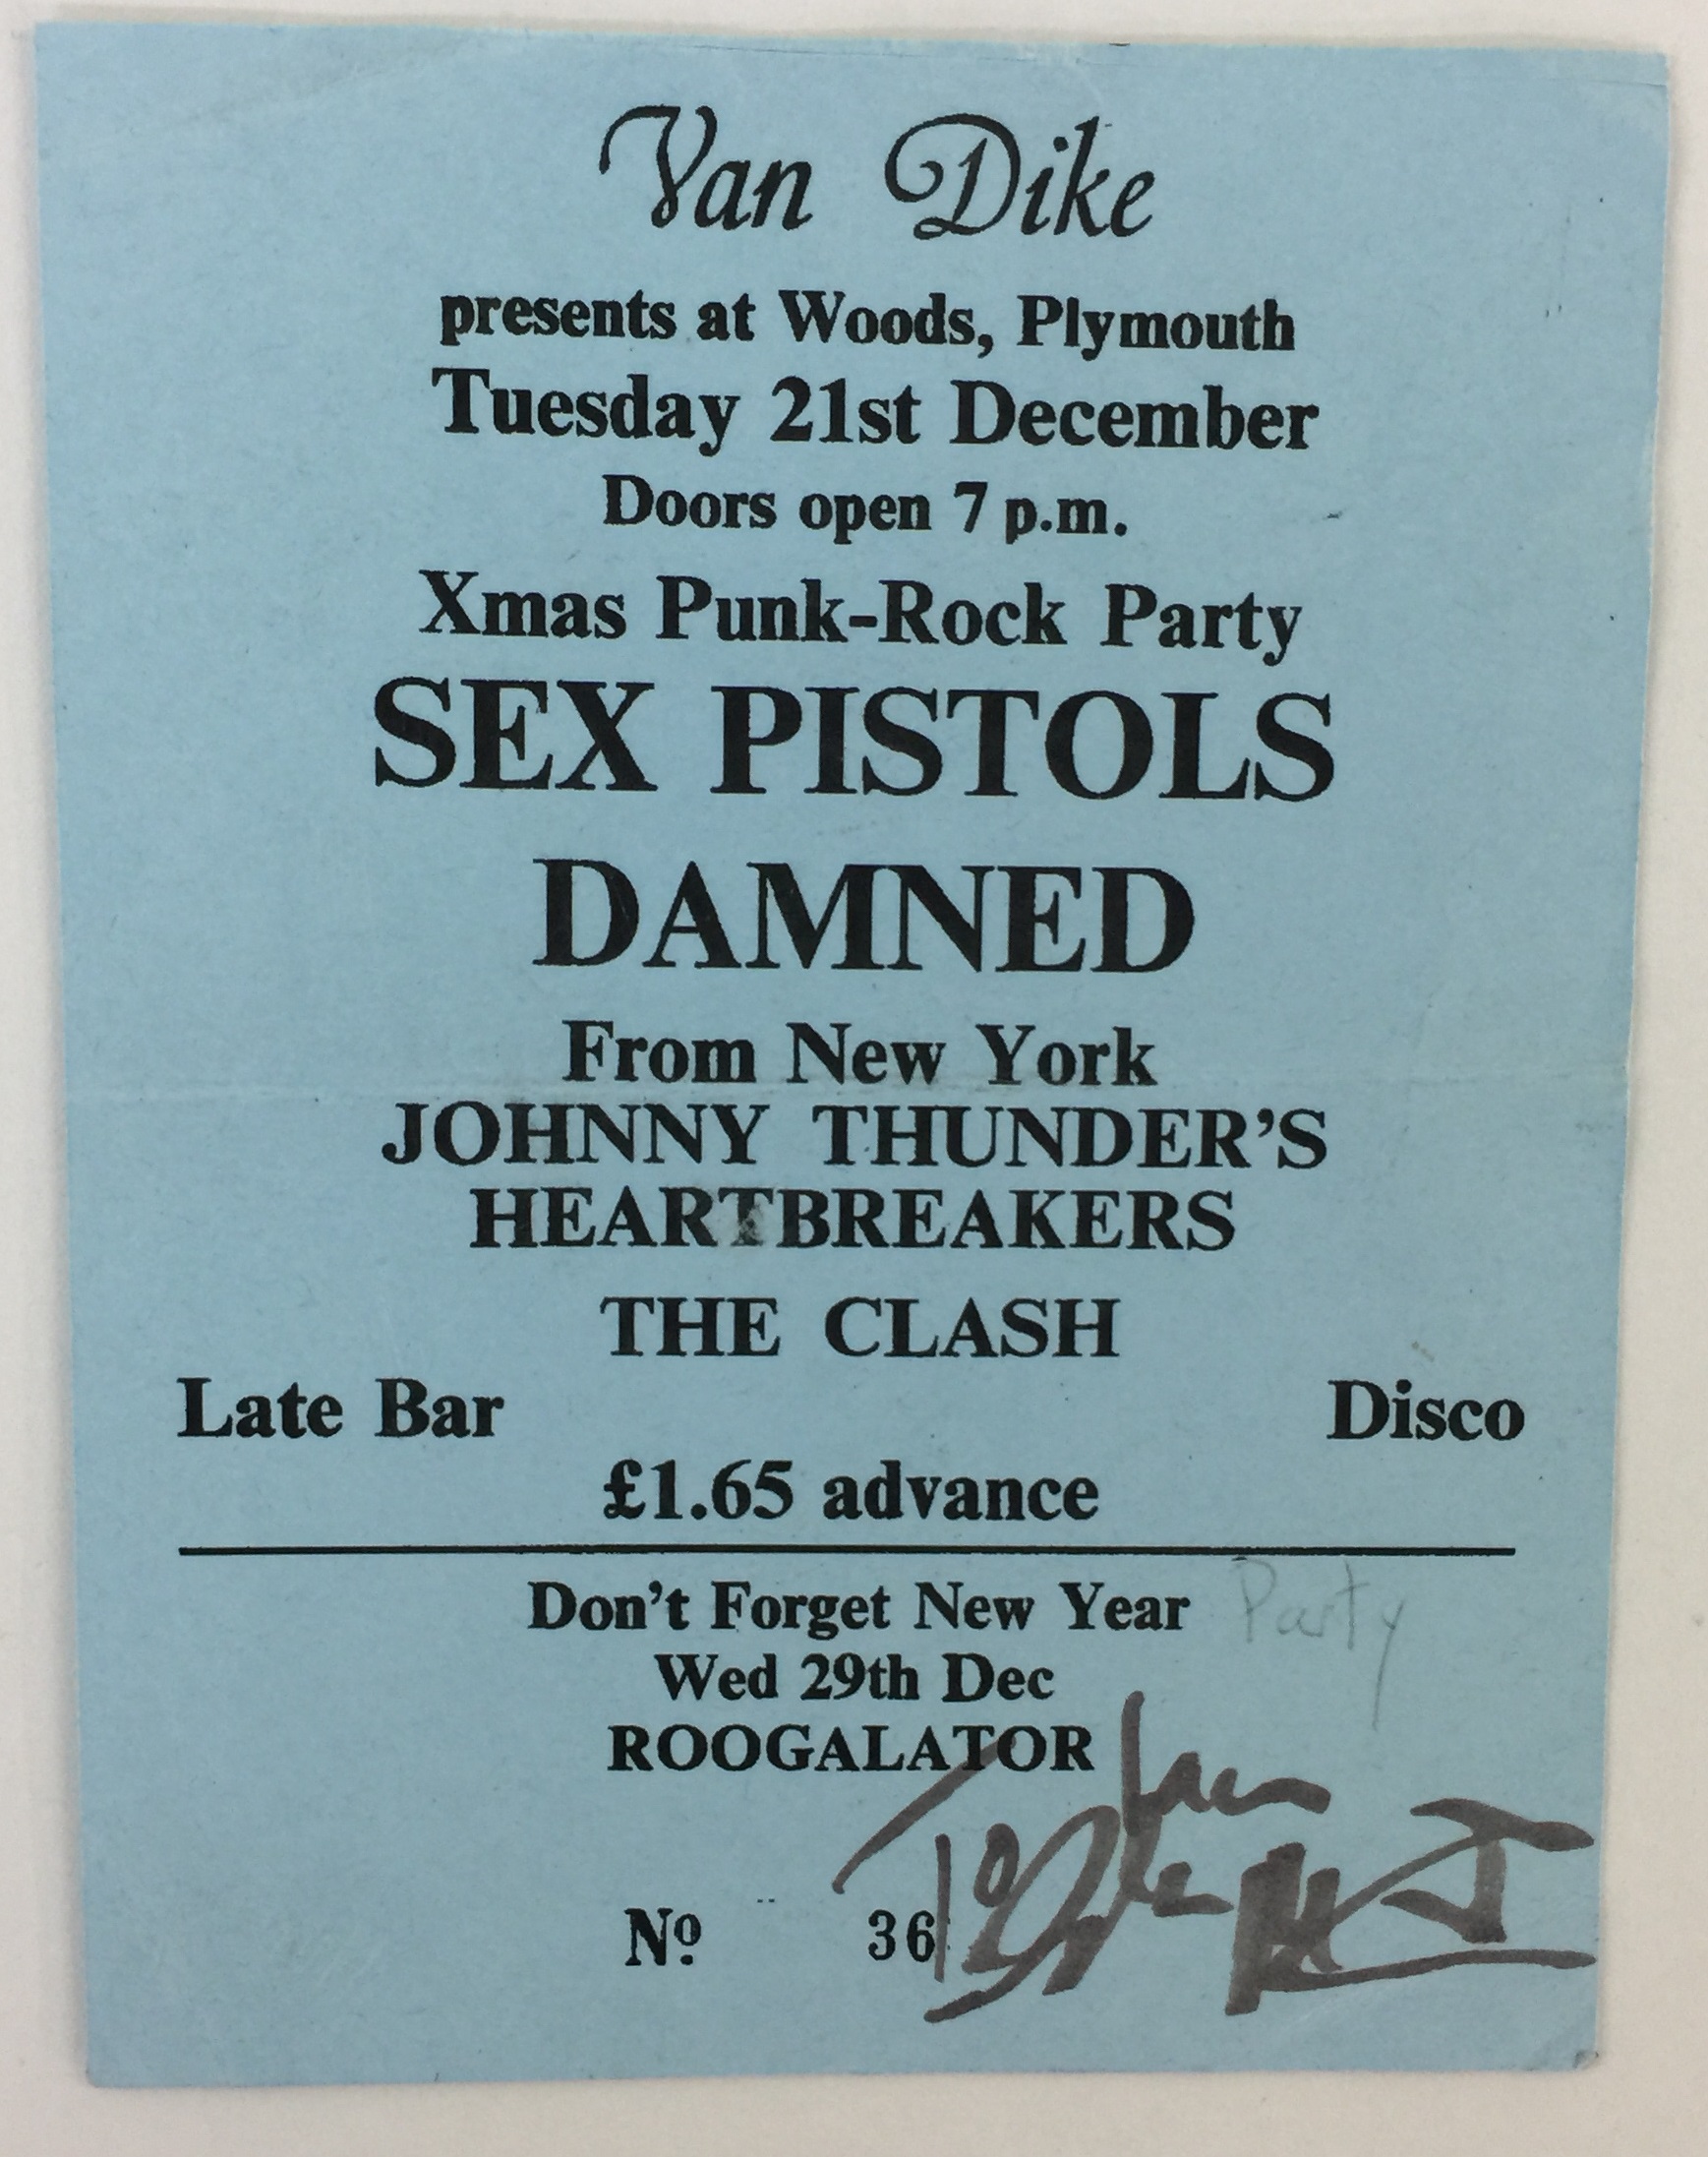 Van Dike
presents at Woods, Plymouth
Tuesday 21st December
Doors open 7 p.m.
Xmas Punk-Rock Party
SEX PISTOLS
DAMNED
From New York
JOHNNY THUNDER'S
HEARTBREAKERS
THE CLASH
Late Bar Disco
£1.65 advance
Don't Forget New Year Party
Wed 29th Dec
ROOGALATOR
Nº 36